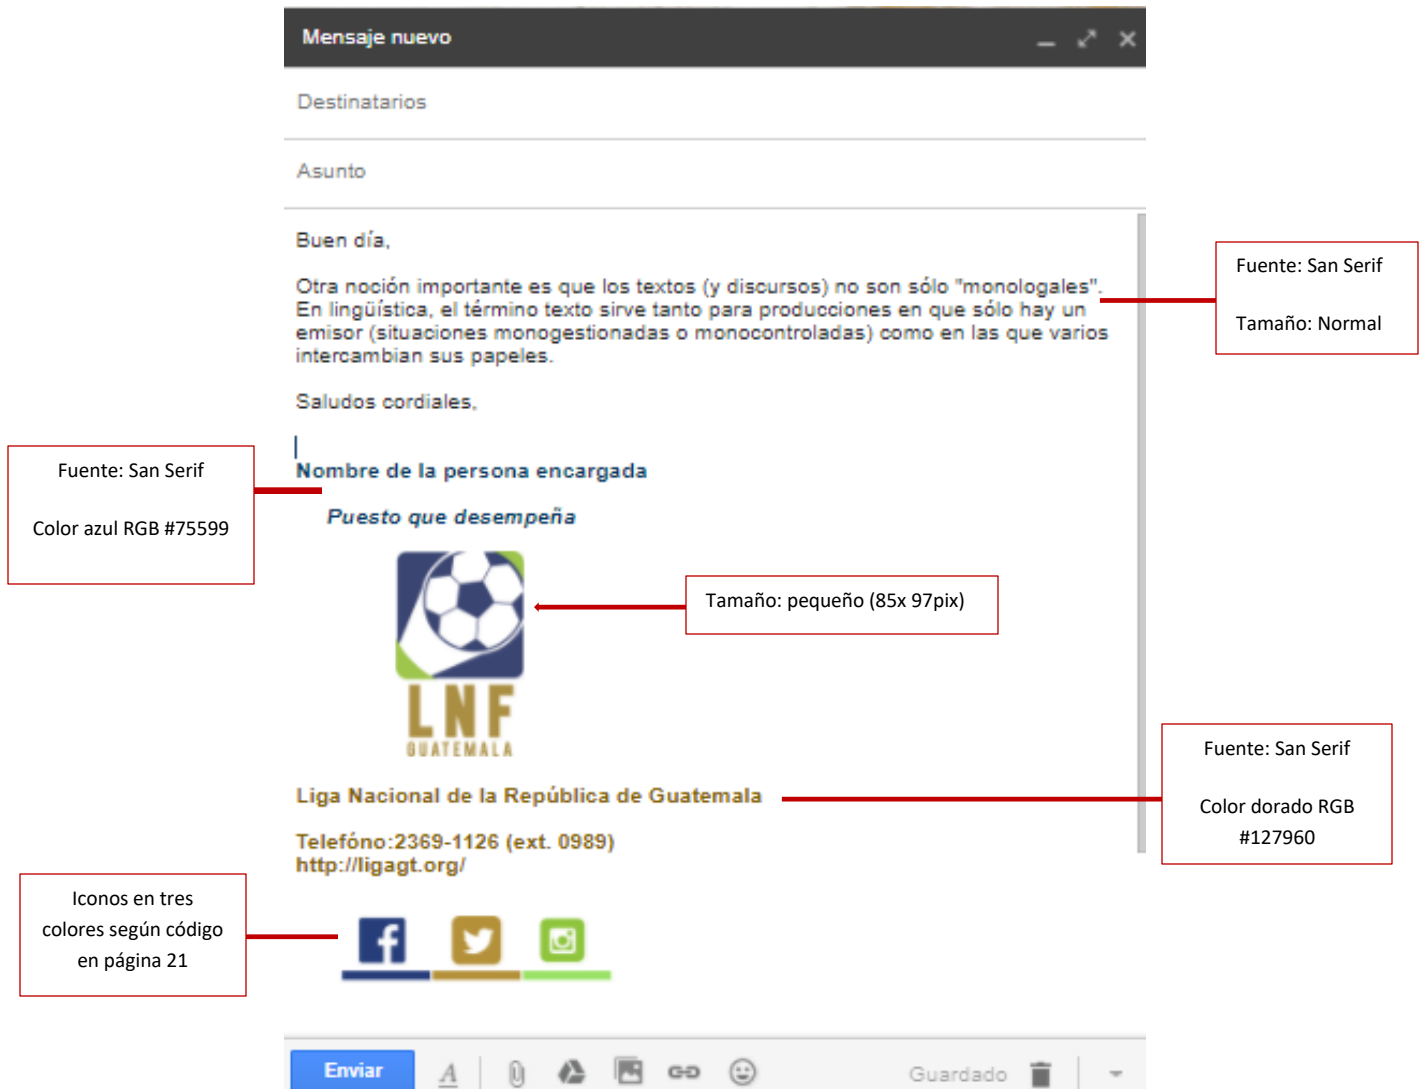 Mensaje nuevo
Destinatarios
Asunto
Buen día,
Otra noción importante es que los textos (y discursos) no son sólo "monologales".
En lingüística, el término texto sirve tanto para producciones en que sólo hay un
emisor (situaciones monogestionadas o monocontroladas) como en las que varios
intercambian sus papeles.
Fuente: San Serif
Tamaño: Normal
Saludos cordiales,
Nombre de la persona encargada
Puesto que desempeña
Fuente: San Serif
Color azul RGB #75599
Tamaño: pequeño (85x 97pix)
LNF
GUATEMALA
Liga Nacional de la República de Guatemala
Telefóno:2369-1126 (ext. 0989)
http://ligagt.org/
Fuente: San Serif
Color dorado RGB
#127960
Iconos en tres
colores según código
en página 21
Enviar
Guardado